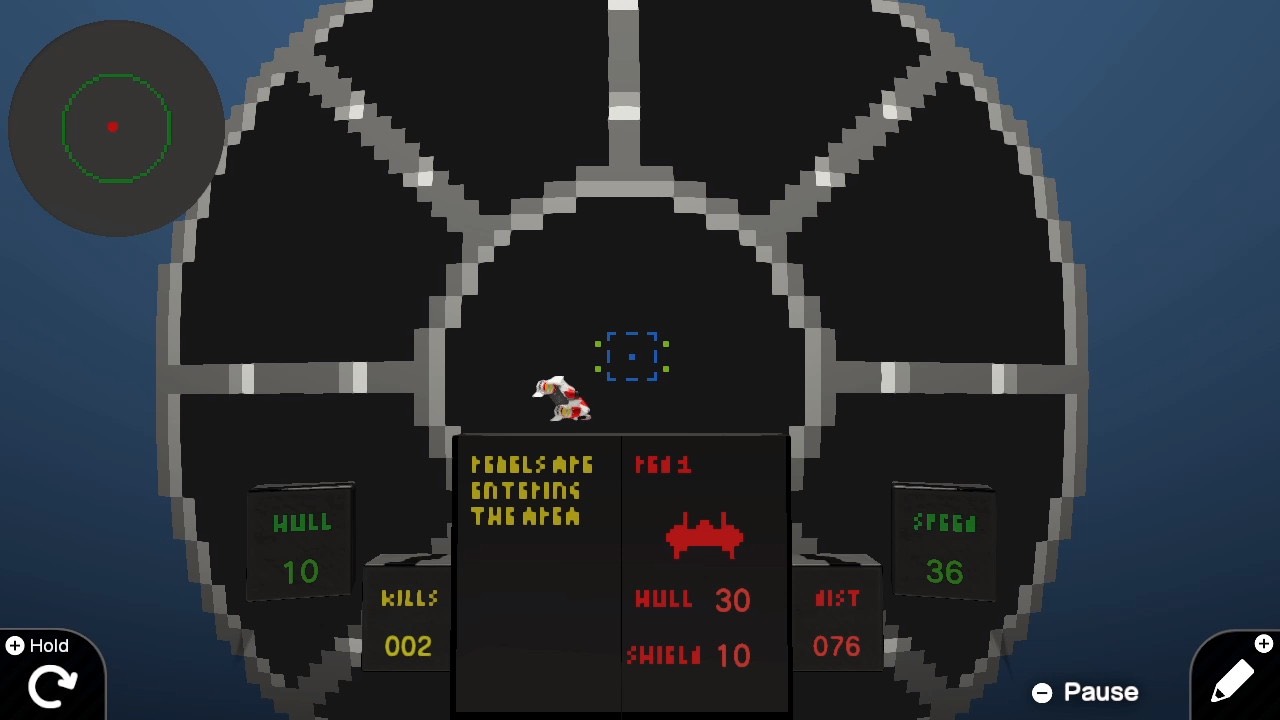 Hold
REBELS ARE
ENTERING
THE AREA
RED 1
HULL
10
KILLS
002
HULL 30
SHIELD 10
DIST
076
SPEED
36
Pause